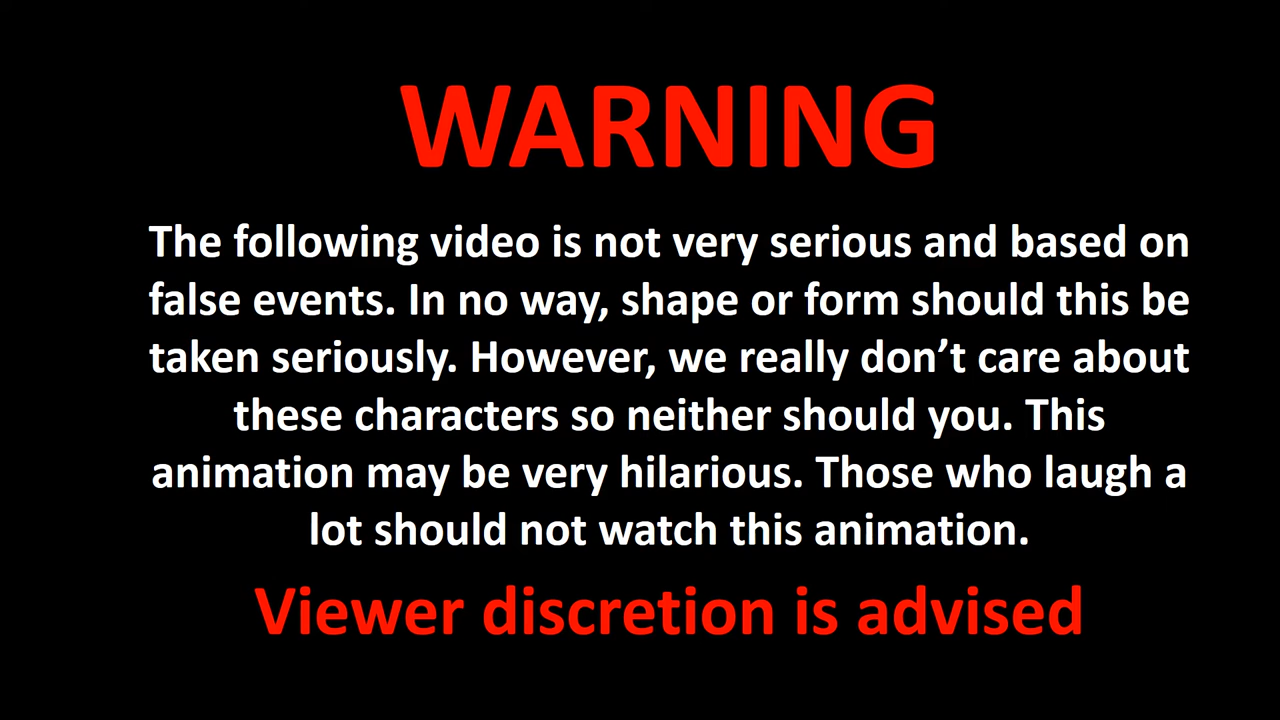 WARNING
The following video is not very serious and based on
false events. In no way, shape or form should this be
taken seriously. However, we really don’t care about
these characters so neither should you. This
animation may be very hilarious. Those who laugh a
lot should not watch this animation.
Viewer discretion is advised